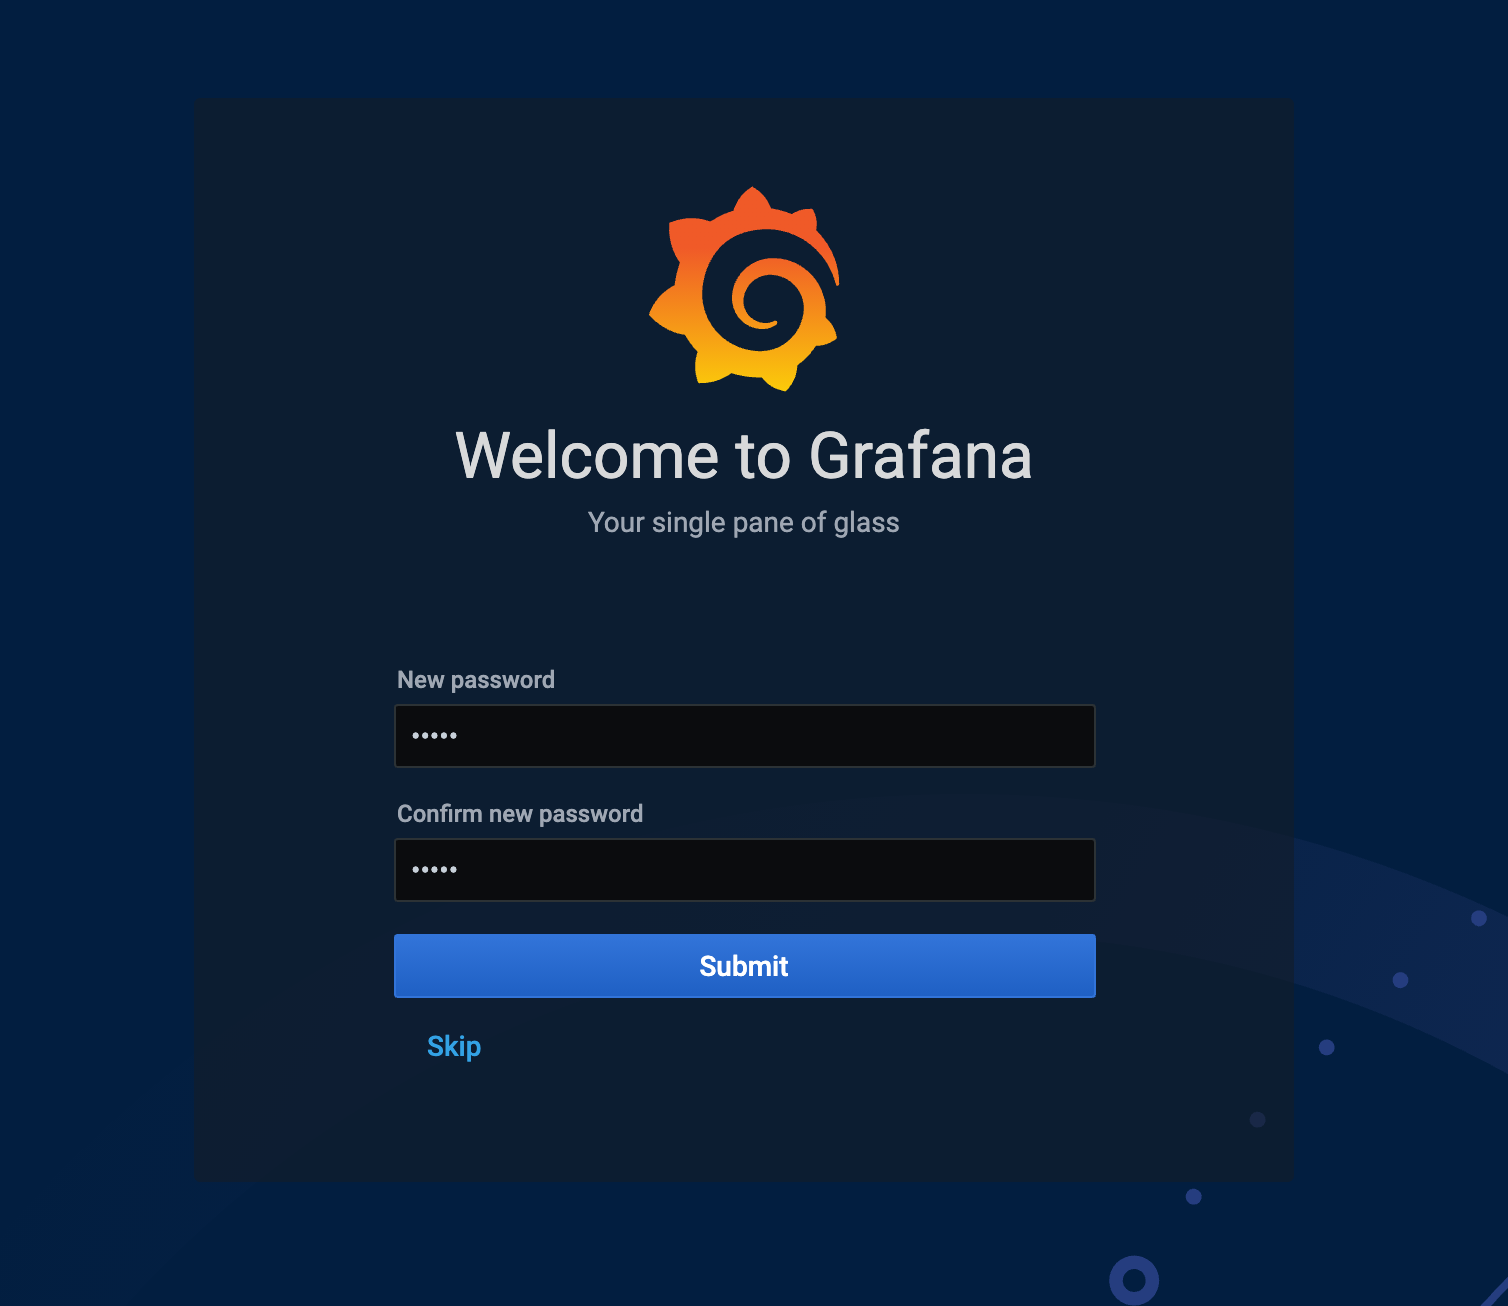 Welcome to Grafana
Your single pane of glass
New password
•••••
Confirm new password
•••••
Submit
Skip